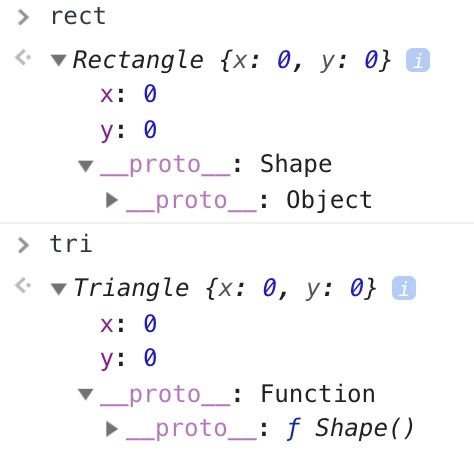 rect
Rectangle {x: 0, y: 0} i
x: 0
y: 0
__proto__: Shape
__proto__: Object
tri
Triangle {x: 0, y: 0} i
x: 0
y: 0
__proto__: Function
__proto__: ƒ Shape()